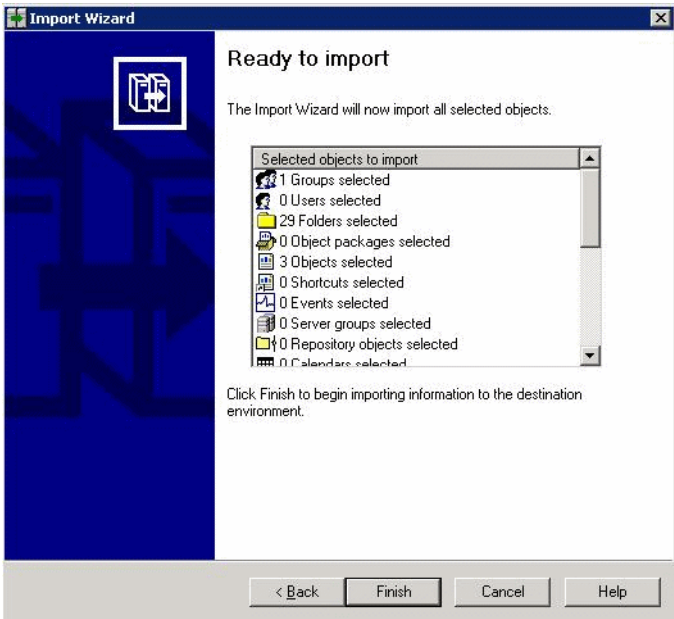 Import Wizard
Ready to import
The Import Wizard will now import all selected objects.
Selected objects to import
1 Groups selected
0 Users selected
29 Folders selected
0 Object packages selected
3 Objects selected
0 Shortcuts selected
0 Events selected
0 Server groups selected
0 Repository objects selected
0 Calendars selected
Click Finish to begin importing information to the destination
environment.
< Back
Finish
Cancel
Help